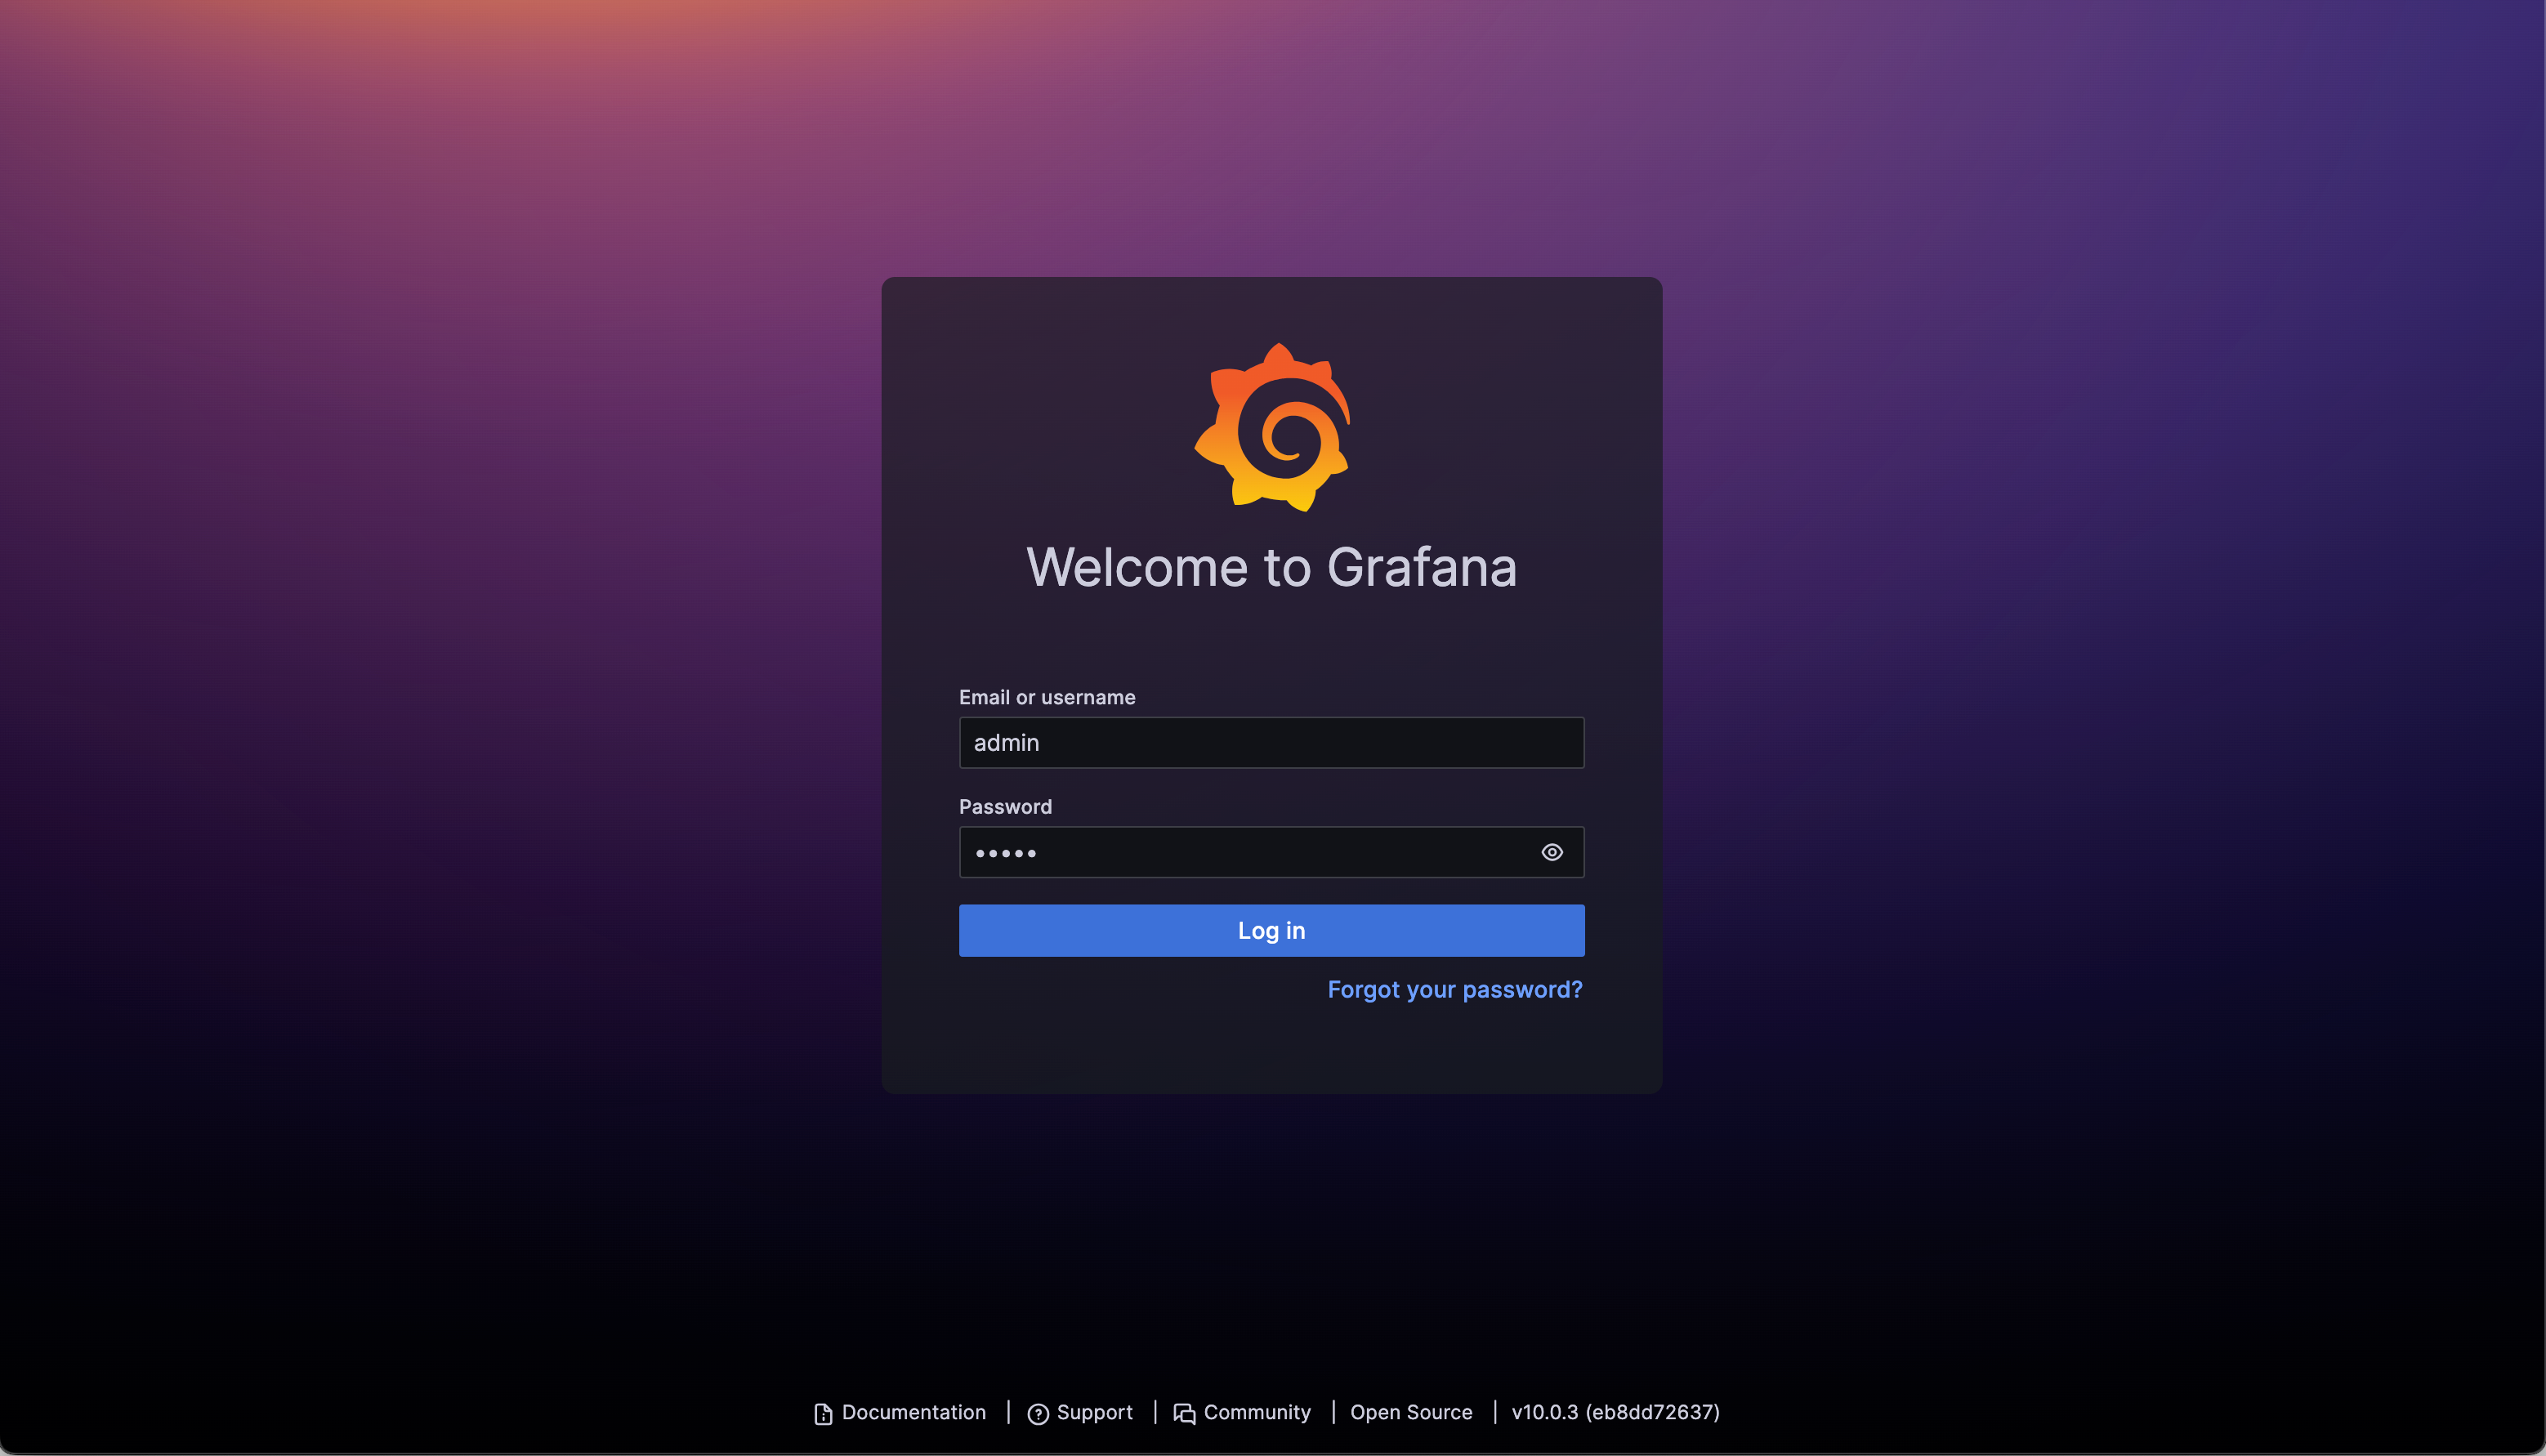 Welcome to Grafana
Email or username
admin
Password
•••••
Log in
Forgot your password?
Documentation | Support | Community | Open Source | v10.0.3 (eb8dd72637)